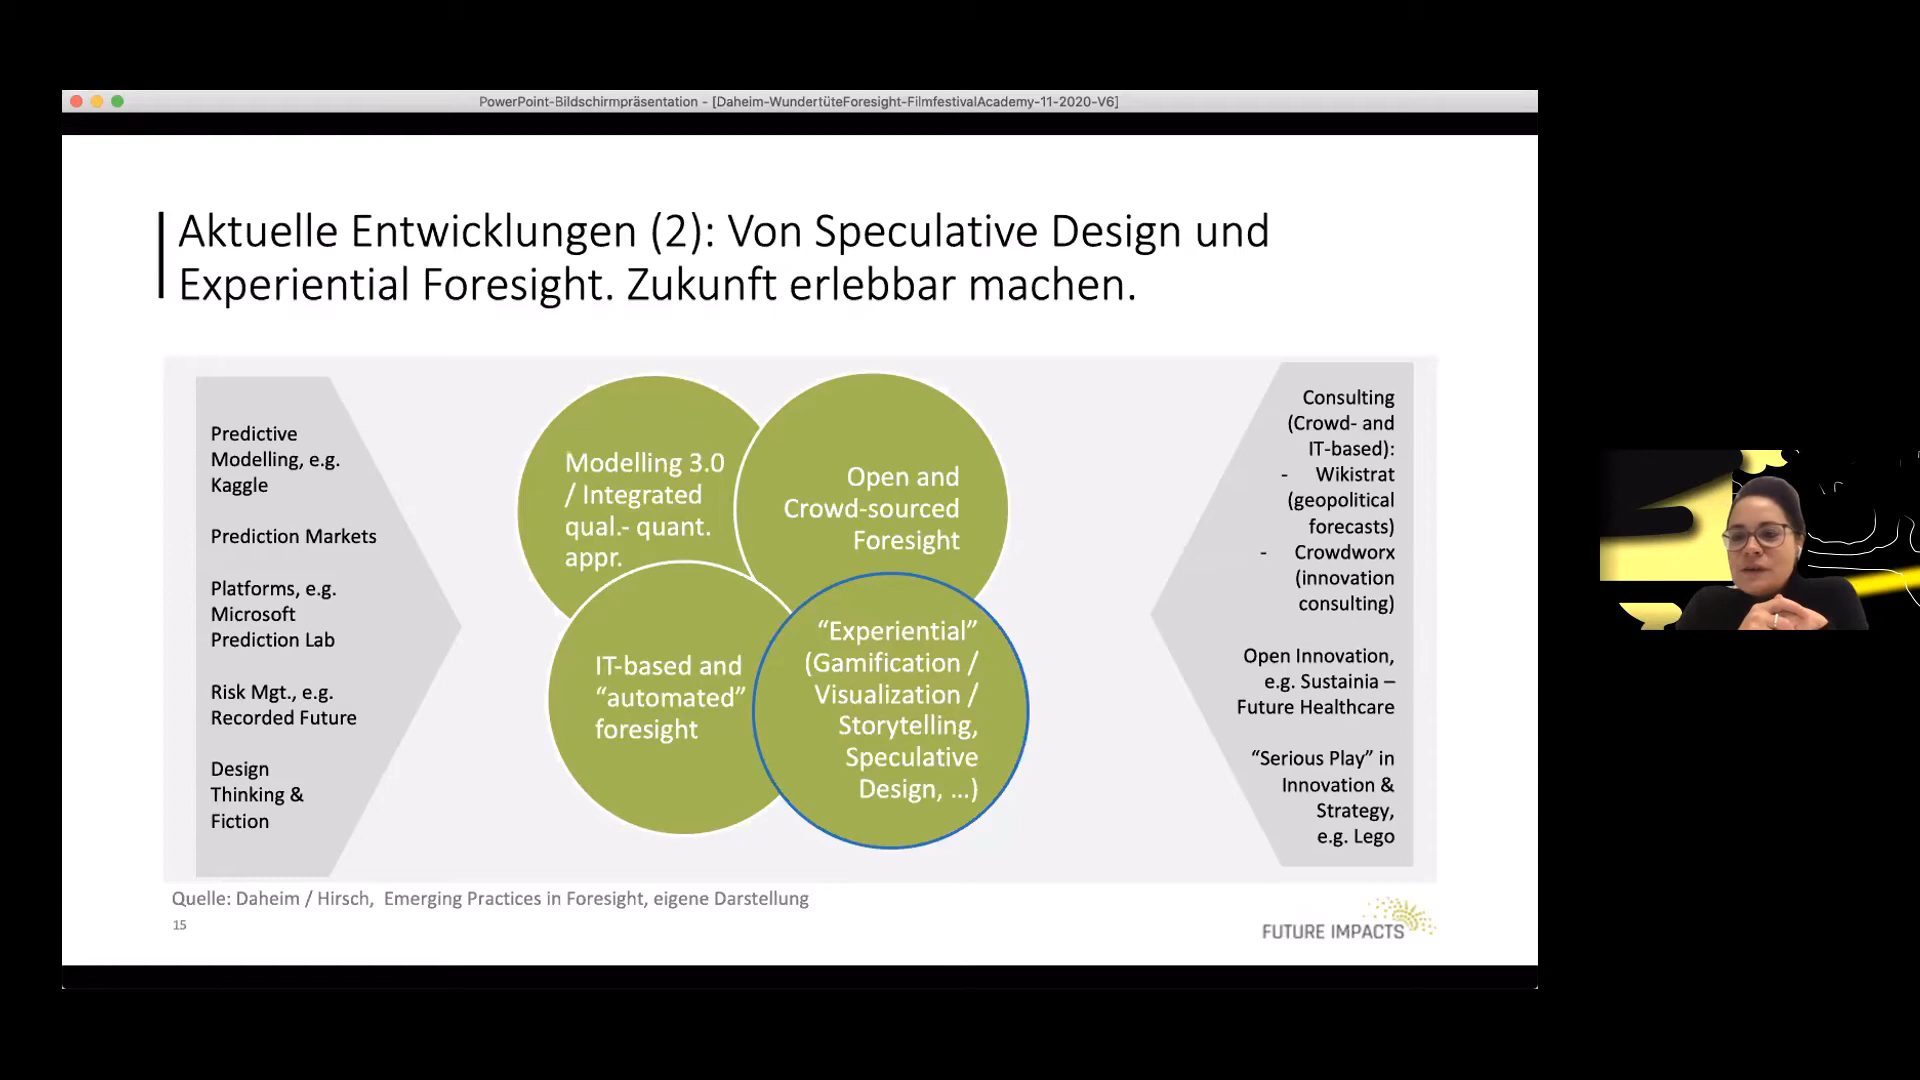 PowerPoint-Bildschirmpräsentation - [Daheim-WundertüteForesight-FilmfestivalAcademy-11-2020-V6]
Aktuelle Entwicklungen (2): Von Speculative Design und
Experiential Foresight. Zukunft erlebbar machen.
Predictive
Modelling, e.g.
Kaggle
Prediction Markets
Platforms, e.g.
Microsoft
Prediction Lab
Risk Mgt., e.g.
Recorded Future
Design
Thinking &
Fiction
Modelling 3.0
/ Integrated
qual.- quant.
appr.
Open and
Crowd-sourced
Foresight
IT-based and
“automated”
foresight
“Experiential”
(Gamification /
Visualization /
Storytelling,
Speculative
Design, ...)
Consulting
(Crowd- and
IT-based):
- Wikistrat
(geopolitical
forecasts)
- Crowdworx
(innovation
consulting)
Open Innovation,
e.g. Sustainia –
Future Healthcare
“Serious Play” in
Innovation &
Strategy,
e.g. Lego
Quelle: Daheim / Hirsch, Emerging Practices in Foresight, eigene Darstellung
15
FUTURE IMPACTS